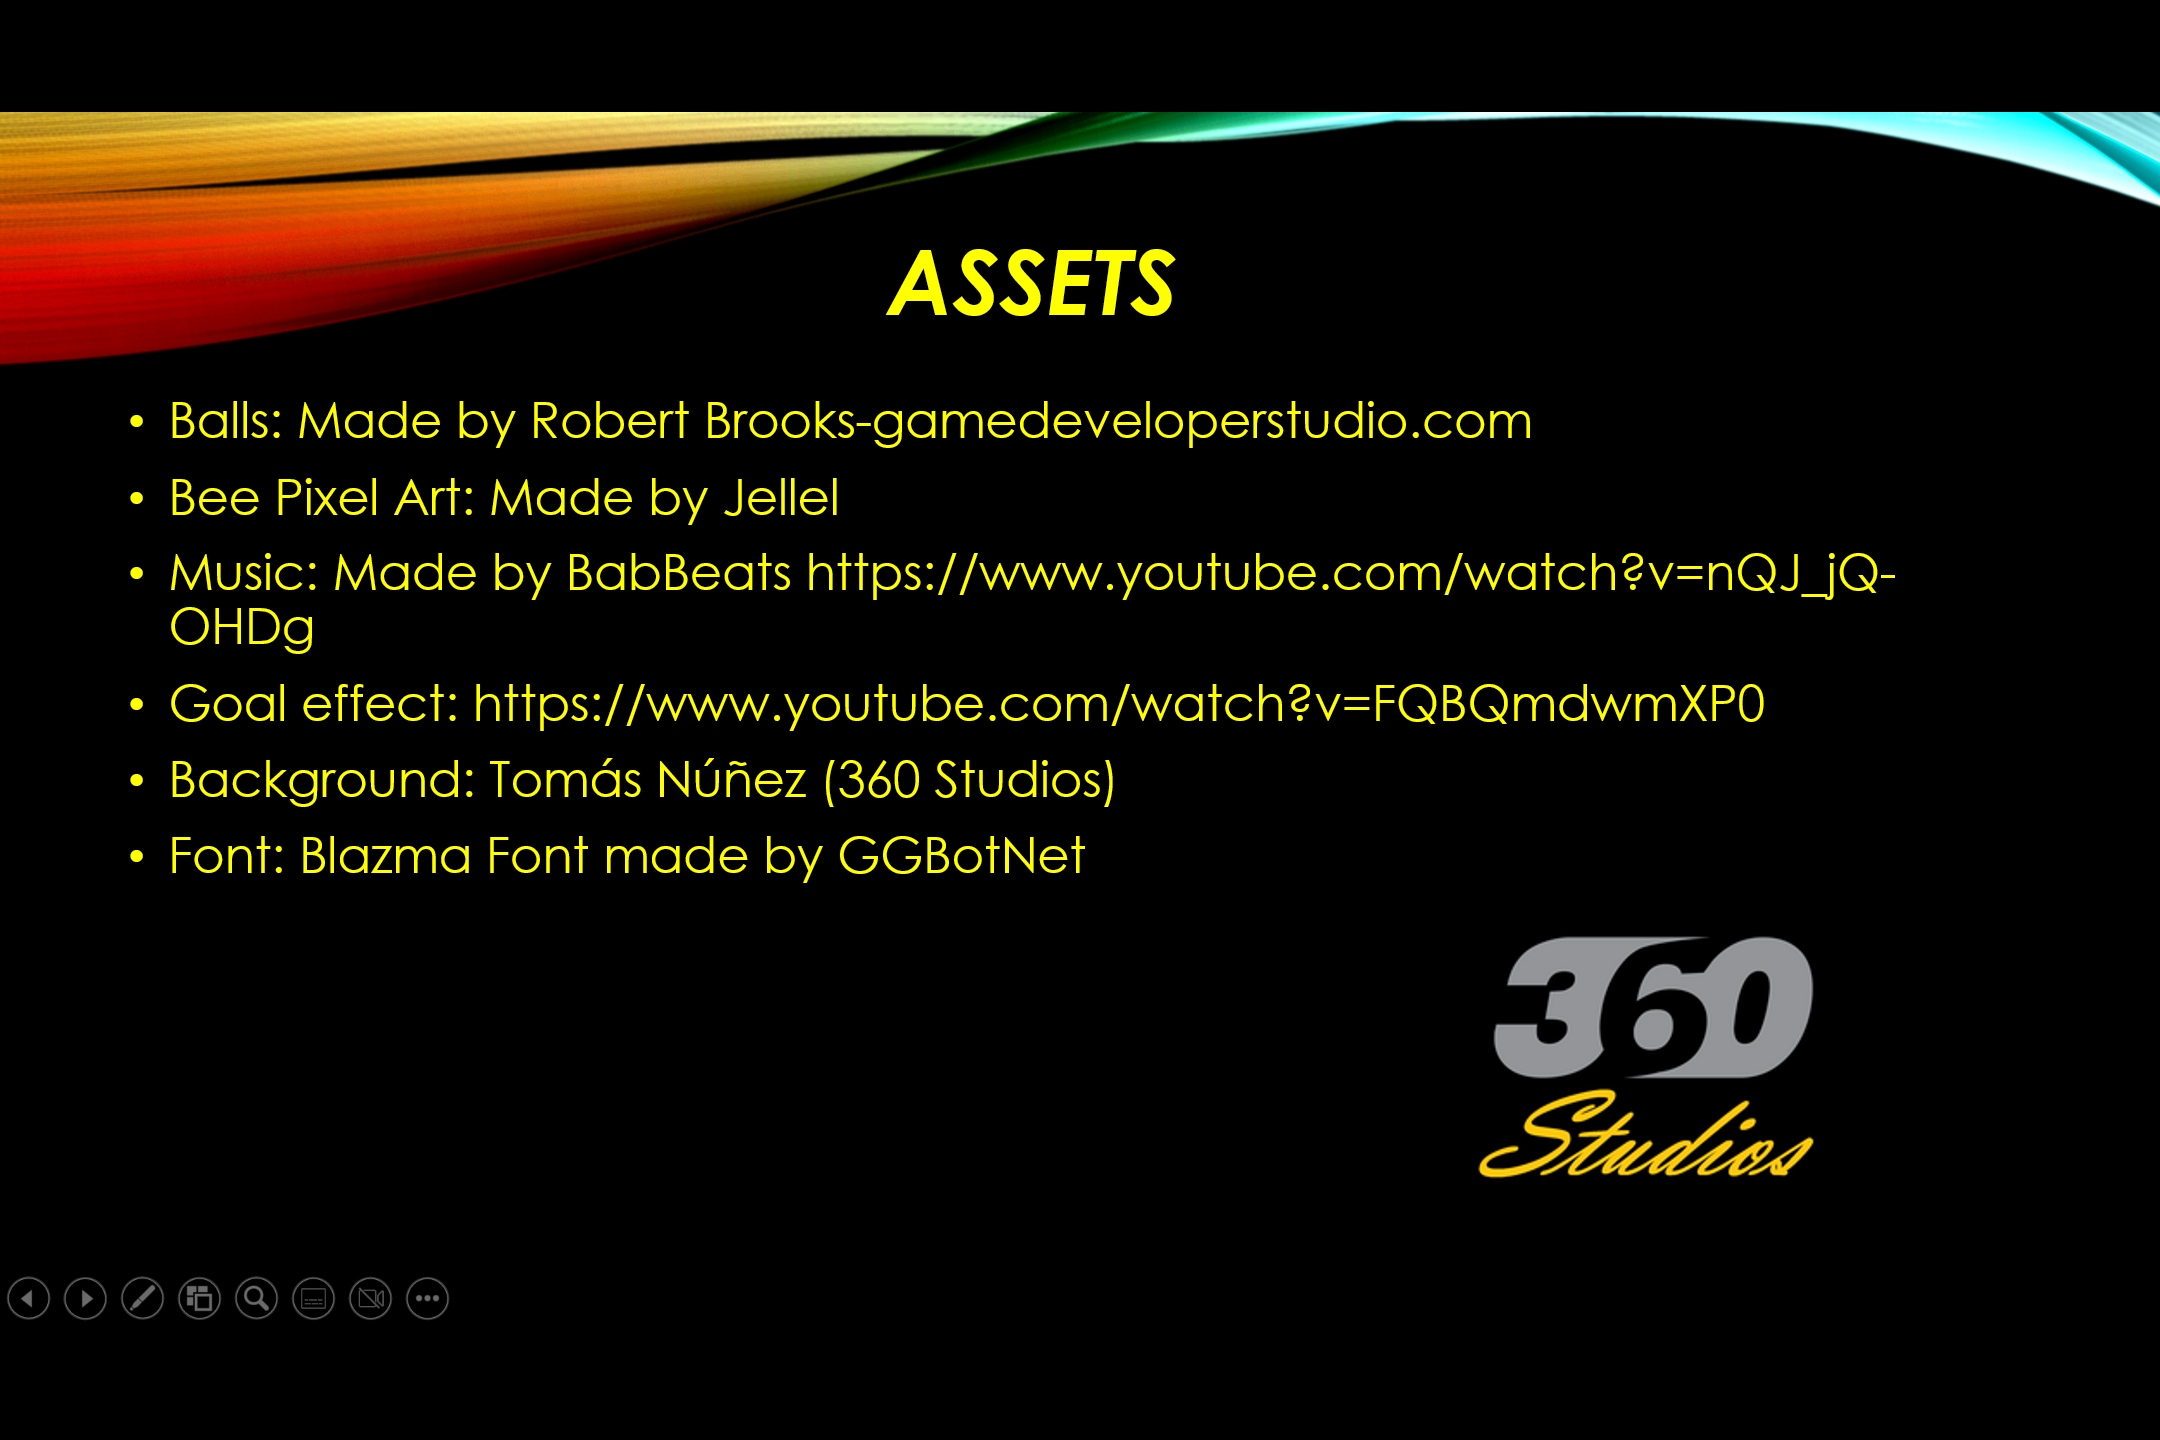 ASSETS
• Balls: Made by Robert Brooks-gamedeveloperstudio.com
• Bee Pixel Art: Made by Jellel
• Music: Made by BabBeats https://www.youtube.com/watch?v=nQJ_jQ-
OHDg
• Goal effect: https://www.youtube.com/watch?v=FQBQmdwmXP0
• Background: Tomás Núñez (360 Studios)
• Font: Blazma Font made by GGBotNet
360
Studios